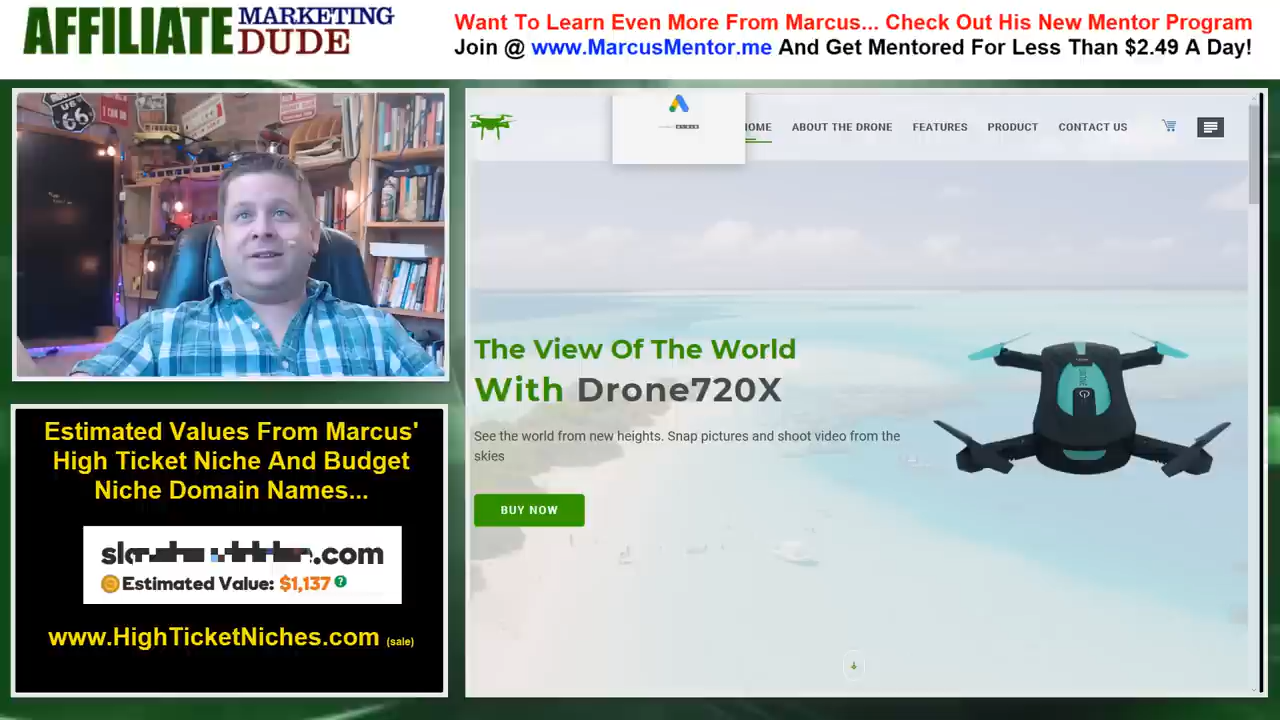 AFFILIATE MARKETING DUDE
Want To Learn Even More From Marcus... Check Out His New Mentor Program
Join @ www.MarcusMentor.me And Get Mentored For Less Than $2.49 A Day!
US 66
HOME
ABOUT THE DRONE
FEATURES
PRODUCT
CONTACT US
The View Of The World
With Drone720X
See the world from new heights. Snap pictures and shoot video from the
skies
BUY NOW
Estimated Values From Marcus'
High Ticket Niche And Budget
Niche Domain Names...
.com
Estimated Value: $1,137 ?
www.HighTicketNiches.com (sale)